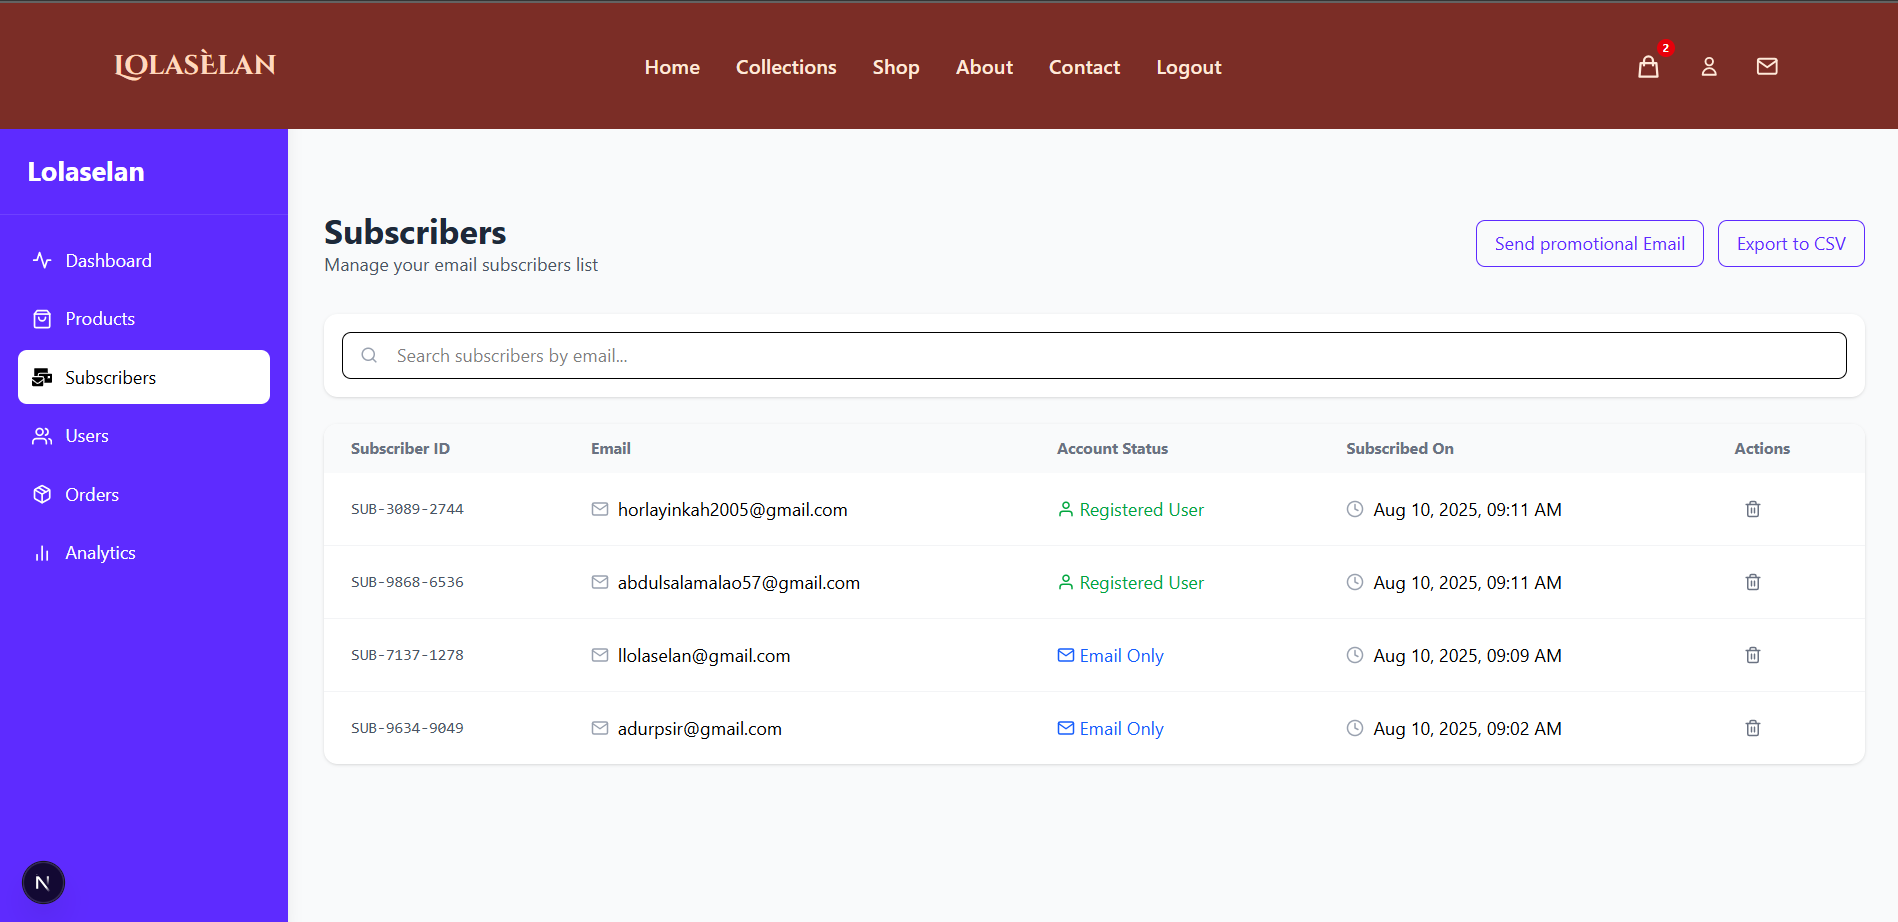 LOLASÈLAN
Home Collections Shop About Contact Logout
2
Lolaselan
Dashboard
Products
Subscribers
Users
Orders
Analytics
N
Subscribers
Manage your email subscribers list
Send promotional Email
Export to CSV
Search subscribers by email...
Subscriber ID Email Account Status Subscribed On Actions
SUB-3089-2744 horlayinkah2005@gmail.com Registered User Aug 10, 2025, 09:11 AM
SUB-9868-6536 abdulsalamalao57@gmail.com Registered User Aug 10, 2025, 09:11 AM
SUB-7137-1278 llolaselan@gmail.com Email Only Aug 10, 2025, 09:09 AM
SUB-9634-9049 adurpsir@gmail.com Email Only Aug 10, 2025, 09:02 AM